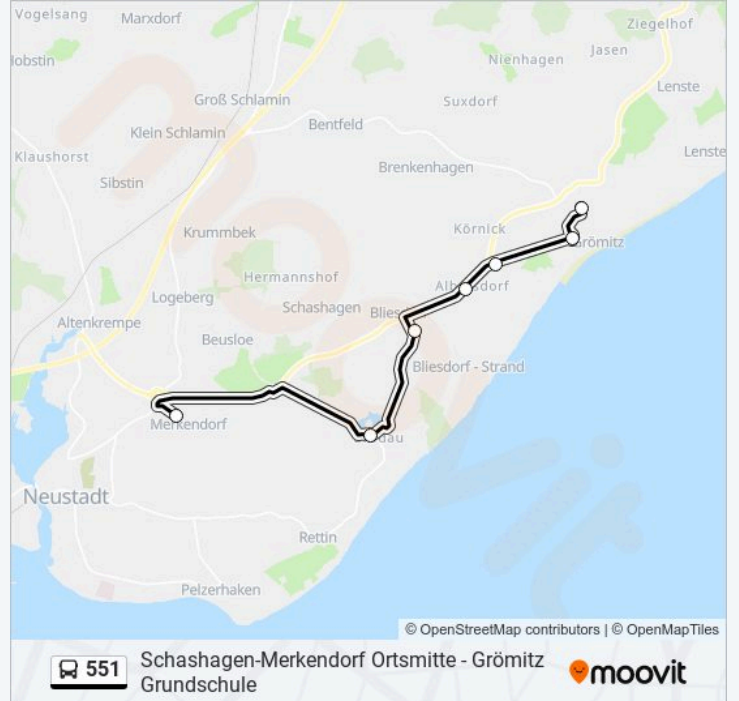 Vogelsang
Marxdorf
Ziegelhof
Jasen
Nienhagen
Lenste
Groß Schlamin
Suxdorf
Bentfeld
Klein Schlamin
Klaushorst
Lenste
Brenkenhagen
Sibstin
Körnick
Krummbek
Grömitz
Hermannshof
Logeberg
Schashagen
Altenkrempe
Beusloe
Bliesdorf - Strand
Merkendorf
Neustadt
Rettin
Pelzerhaken
© OpenStreetMap contributors | © OpenMapTiles
551
Schashagen-Merkendorf Ortsmitte - Grömitz
Grundschule
moovit